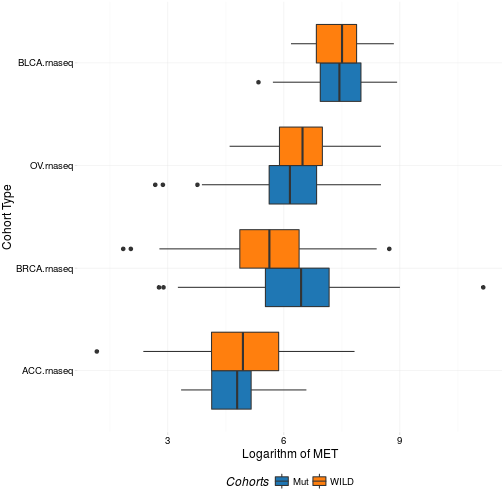 BLCA.rnaseq
OV.rnaseq
BRCA.rnaseq
ACC.rnaseq
Cohort Type
3 6 9
Logarithm of MET
Cohorts Mut WILD